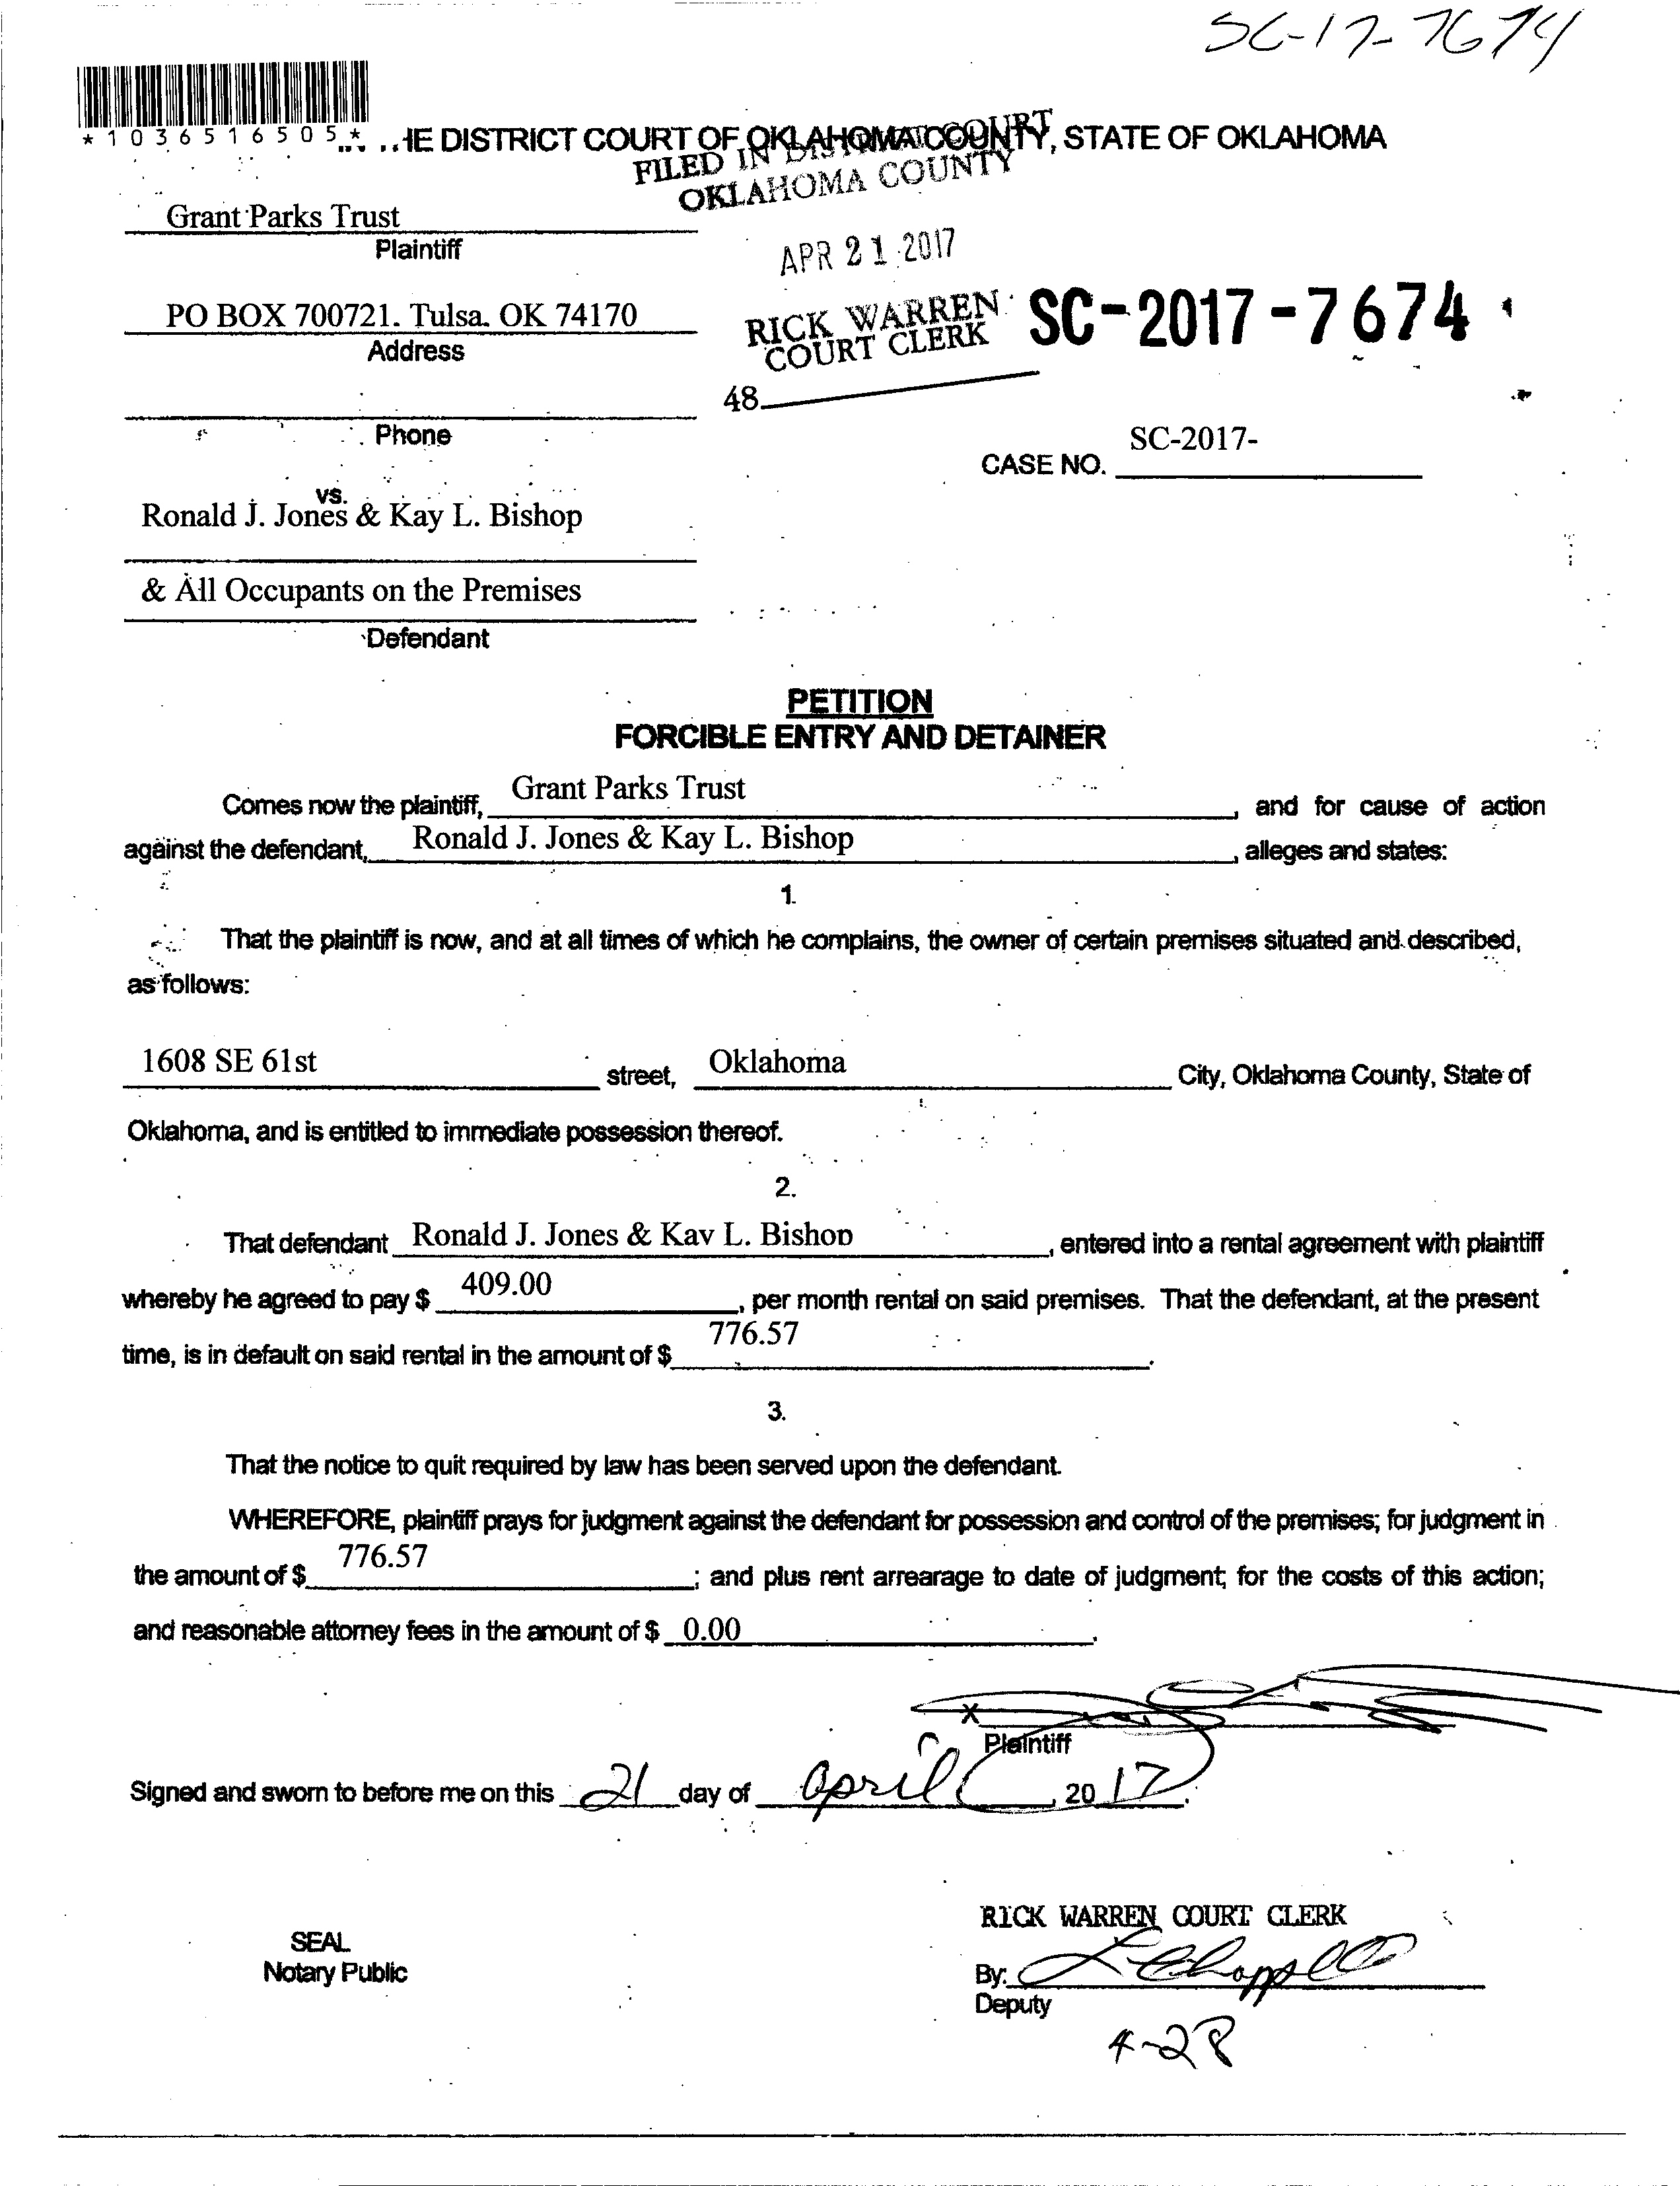 SC-17-7674
*1036516505*
HE DISTRICT COURT OF OKLAHOMA COUNTY, STATE OF OKLAHOMA
FILED IN DISTRICT COURT
OKLAHOMA COUNTY
Grant Parks Trust
Plaintiff
APR 21 2017
PO BOX 700721. Tulsa. OK 74170
Address
RICK WARREN
COURT CLERK
SC-2017-7674
48
Phone
SC-2017-
CASE NO.
vs.
Ronald J. Jones & Kay L. Bishop
& All Occupants on the Premises
Defendant
PETITION
FORCIBLE ENTRY AND DETAINER
Comes now the plaintiff, Grant Parks Trust, and for cause of action
against the defendant, Ronald J. Jones & Kay L. Bishop, alleges and states:
1.
That the plaintiff is now, and at all times of which he complains, the owner of certain premises situated and described,
as follows:
1608 SE 61st street, Oklahoma City, Oklahoma County, State of
Oklahoma, and is entitled to immediate possession thereof.
2.
That defendant Ronald J. Jones & Kay L. Bishop, entered into a rental agreement with plaintiff
whereby he agreed to pay $ 409.00, per month rental on said premises. That the defendant, at the present
time, is in default on said rental in the amount of $ 776.57.
3.
That the notice to quit required by law has been served upon the defendant.
WHEREFORE, plaintiff prays for judgment against the defendant for possession and control of the premises; for judgment in
the amount of $ 776.57; and plus rent arrearage to date of judgment; for the costs of this action;
and reasonable attorney fees in the amount of $ 0.00.
X
Plaintiff
Signed and sworn to before me on this 21 day of April, 2017.
RICK WARREN COURT CLERK
SEAL
Notary Public
By:
Deputy
4-28